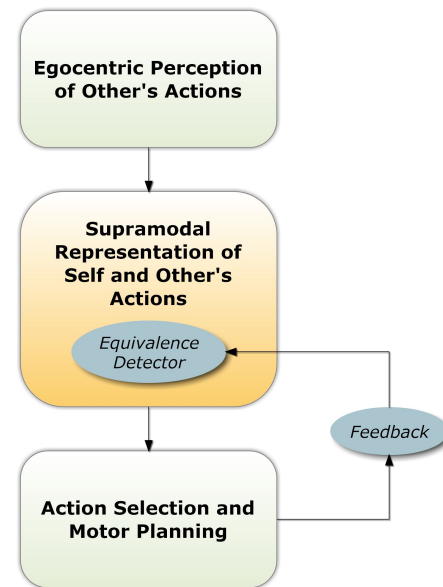 Egocentric Perception
of Other's Actions
Supramodal
Representation of
Self and Other's
Actions
Equivalence
Detector
Feedback
Action Selection and
Motor Planning